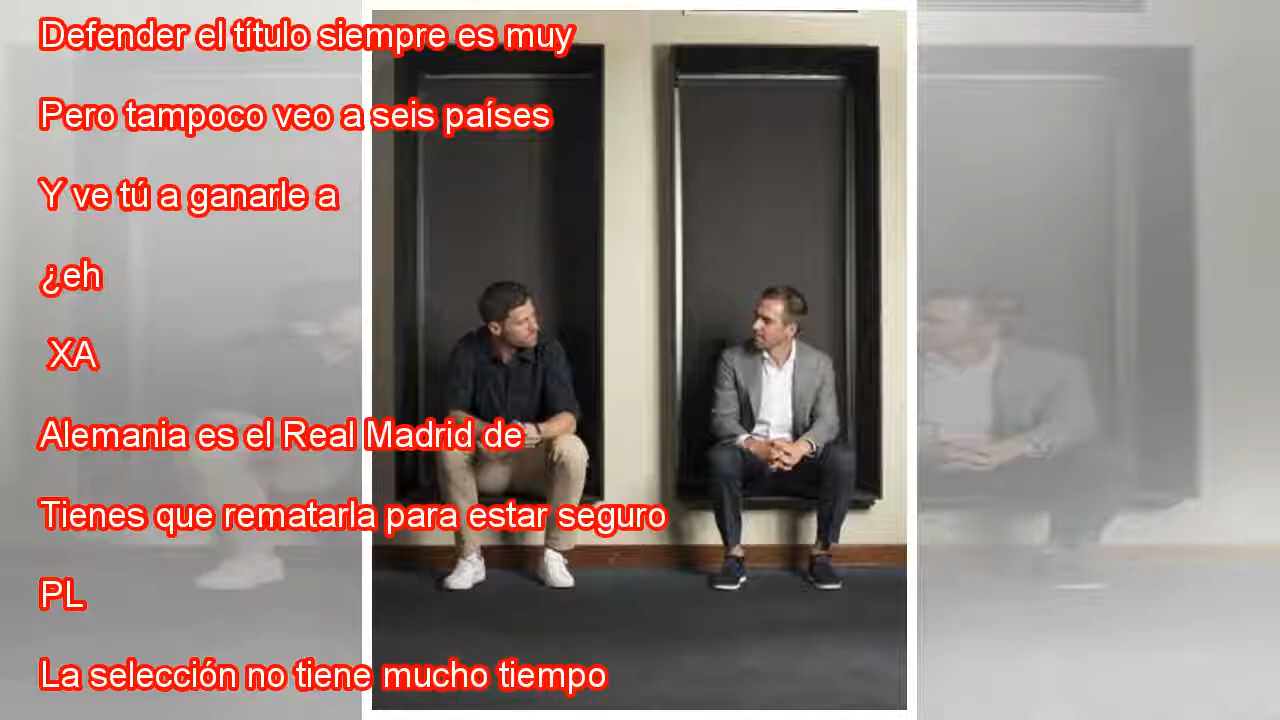 Defender el título siempre es muy
Pero tampoco veo a seis países
Y ve tú a ganarle a
¿eh
XA
Alemania es el Real Madrid de
Tienes que rematarla para estar seguro
PL
La selección no tiene mucho tiempo